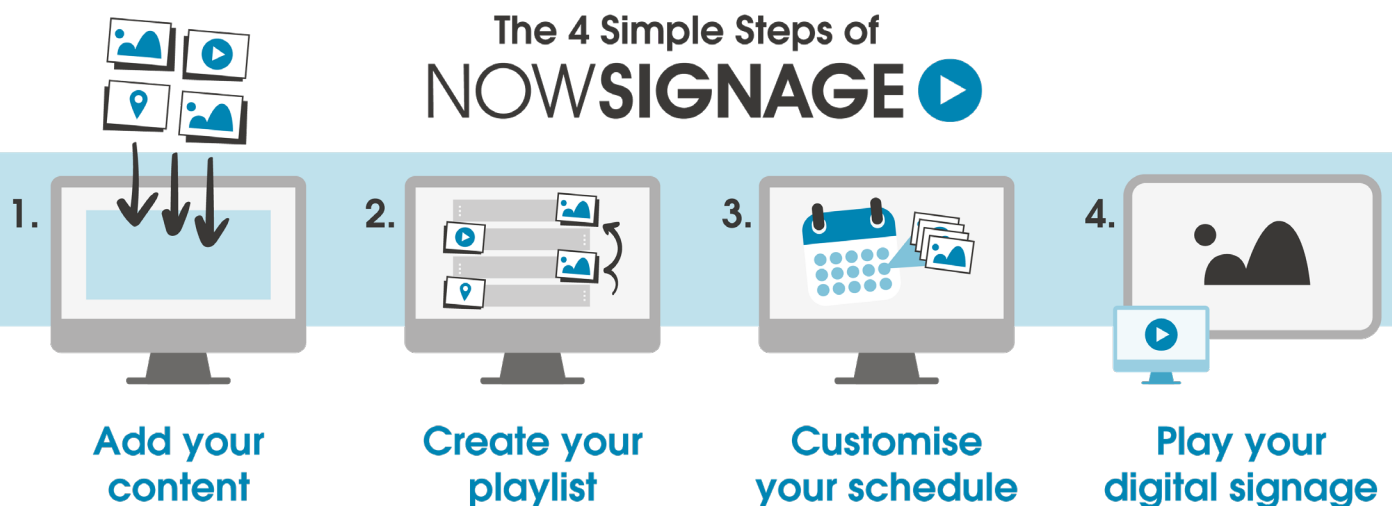 The 4 Simple Steps of
NOWSIGNAGE
1.
2.
3.
4.
Add your
content
Create your
playlist
Customise
your schedule
Play your
digital signage